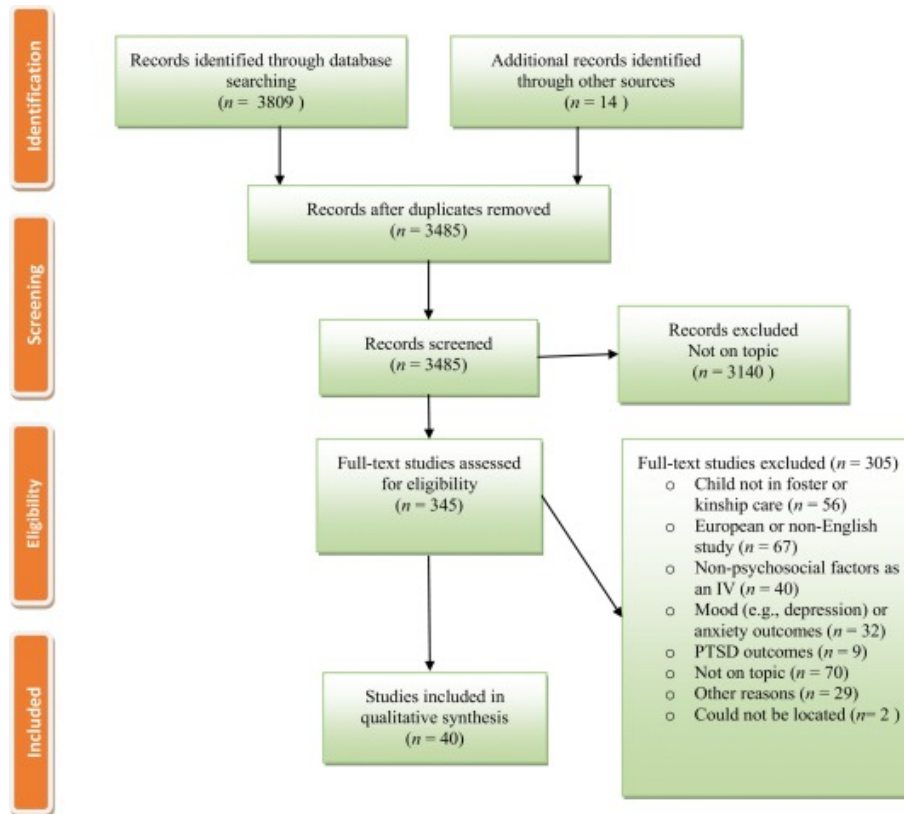 Identification
Records identified through database
searching
(n = 3809 )
Additional records identified
through other sources
(n = 14 )
Records after duplicates removed
(n = 3485)
Screening
Records screened
(n = 3485)
Records excluded
Not on topic
(n = 3140 )
Eligibility
Full-text studies assessed
for eligibility
(n = 345)
Full-text studies excluded (n = 305)
o Child not in foster or
kinship care (n = 56)
o European or non-English
study (n = 67)
o Non-psychosocial factors as
an IV (n = 40)
o Mood (e.g., depression) or
anxiety outcomes (n = 32)
o PTSD outcomes (n = 9)
o Not on topic (n = 70)
o Other reasons (n = 29)
o Could not be located (n= 2 )
Included
Studies included in
qualitative synthesis
(n = 40)